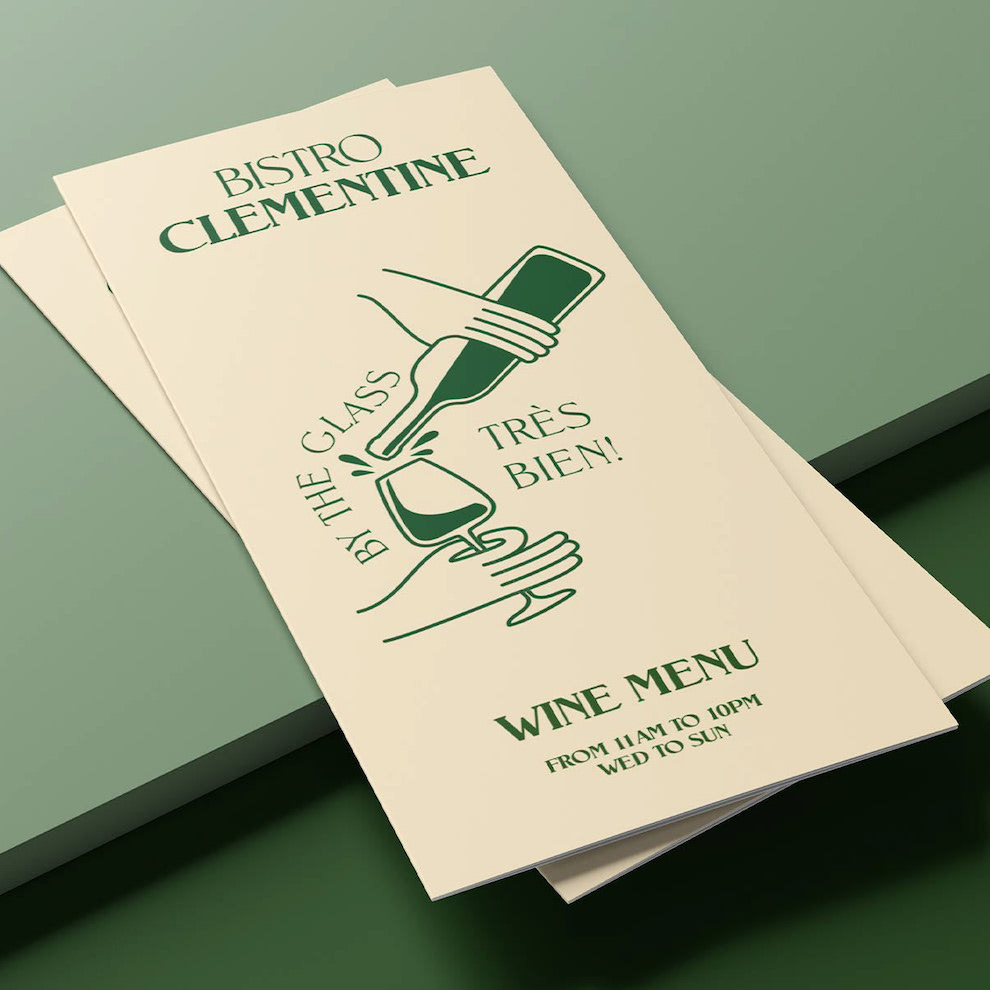 BISTRO
CLEMENTINE
BY THE GLASS
TRÈS
BIEN!
WINE MENU
FROM 11AM TO 10PM
WED TO SUN